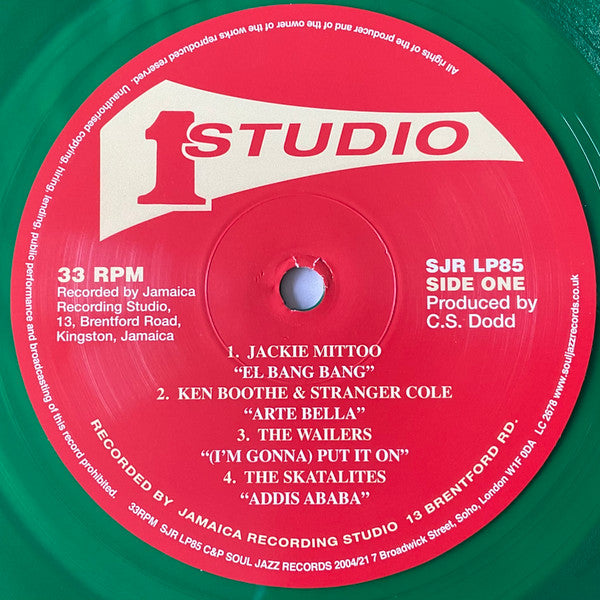 All rights of the producer and of the owner of the works reproduced reserved. Unauthorised copying, hiring, lending, public performance and broadcasting of this record prohibited.
1 STUDIO
33 RPM
Recorded by Jamaica
Recording Studio,
13, Brentford Road,
Kingston, Jamaica
SJR LP85
SIDE ONE
Produced by
C.S. Dodd
1. JACKIE MITTOO
“EL BANG BANG”
2. KEN BOOTHE & STRANGER COLE
“ARTE BELLA”
3. THE WAILERS
“(I’M GONNA) PUT IT ON”
4. THE SKATALITES
“ADDIS ABABA”
RECORDED BY JAMAICA RECORDING STUDIO 13 BRENTFORD RD.
33RPM SJR LP85 C&P SOUL JAZZ RECORDS 2004/21 7 Broadwick Street, Soho, London W1F 0DA LC 2678 www.souljazzrecords.co.uk